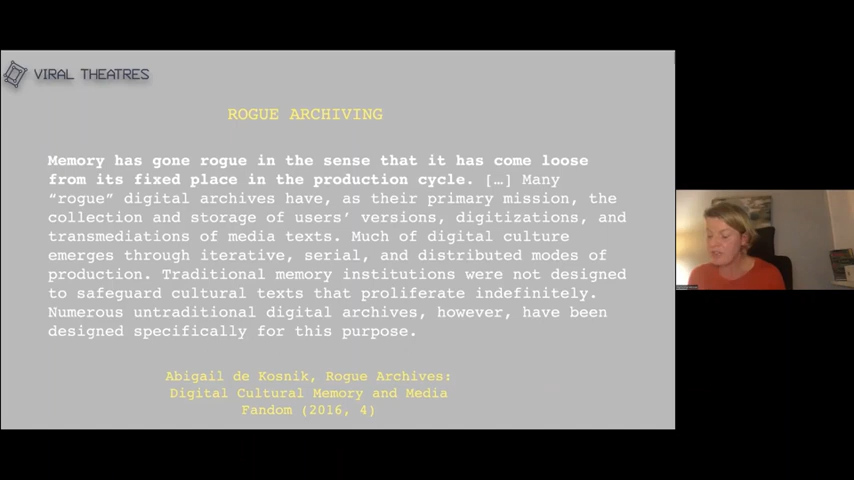 VIRAL THEATRES
ROGUE ARCHIVING
Memory has gone rogue in the sense that it has come loose
from its fixed place in the production cycle. […] Many
“rogue” digital archives have, as their primary mission, the
collection and storage of users’ versions, digitizations, and
transmediations of media texts. Much of digital culture
emerges through iterative, serial, and distributed modes of
production. Traditional memory institutions were not designed
to safeguard cultural texts that proliferate indefinitely.
Numerous untraditional digital archives, however, have been
designed specifically for this purpose.
Abigail de Kosnik, Rogue Archives:
Digital Cultural Memory and Media
Fandom (2016, 4)